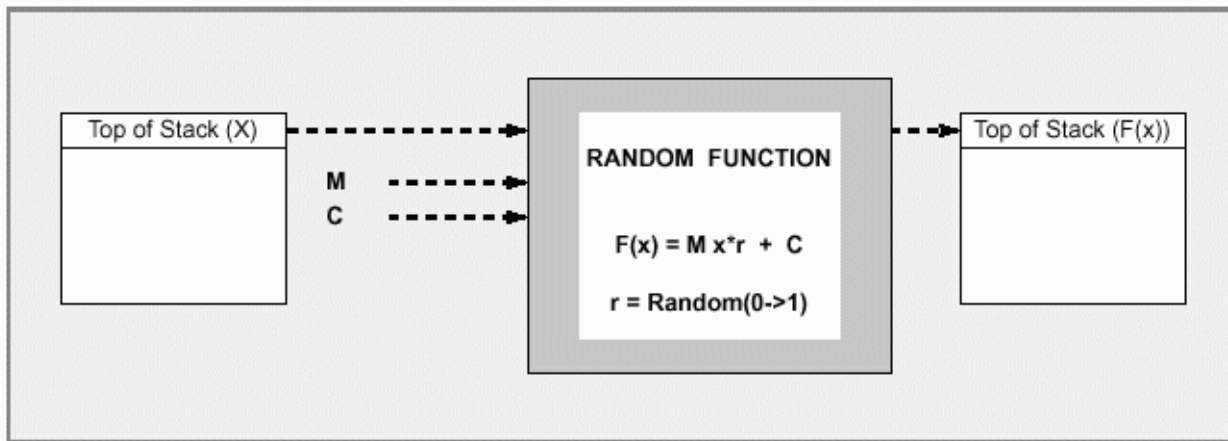 Top of Stack (X)
M
C
RANDOM FUNCTION
F(x) = M x*r + C
r = Random(0->1)
Top of Stack (F(x))